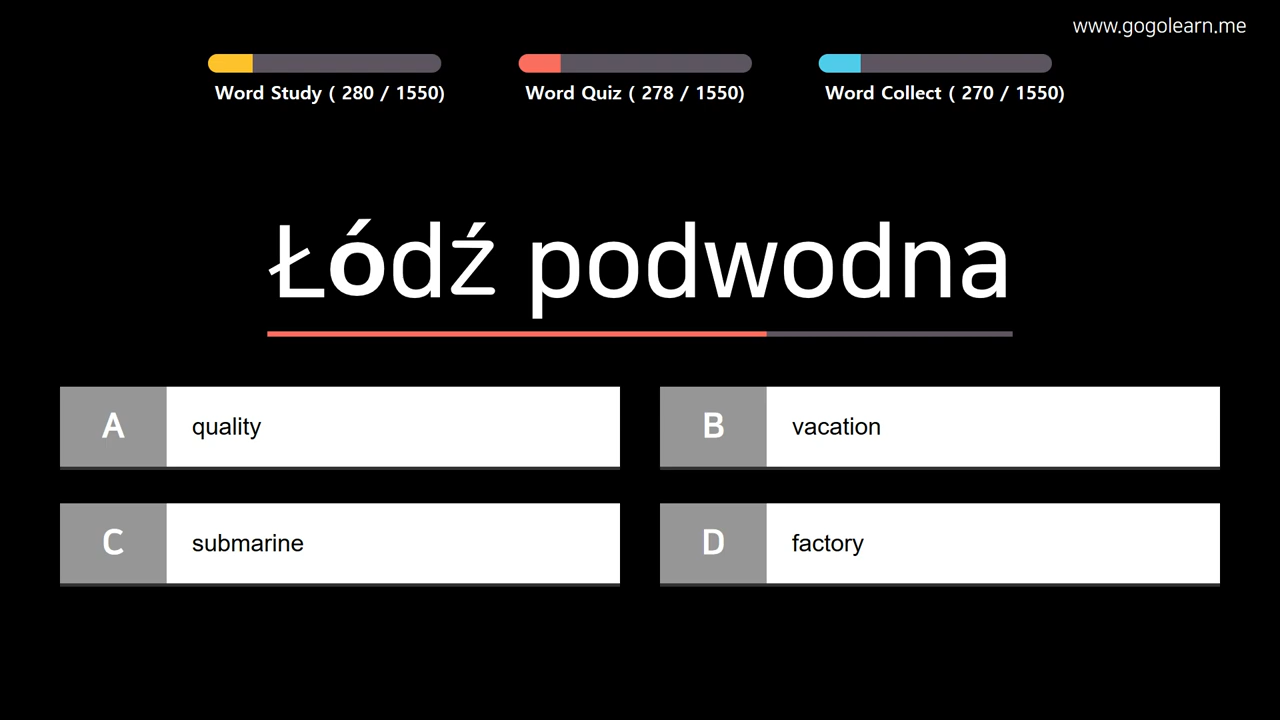 www.gogolearn.me
Word Study ( 280 / 1550)
Word Quiz ( 278 / 1550)
Word Collect ( 270 / 1550)
Łódź podwodna
A quality
B vacation
C submarine
D factory